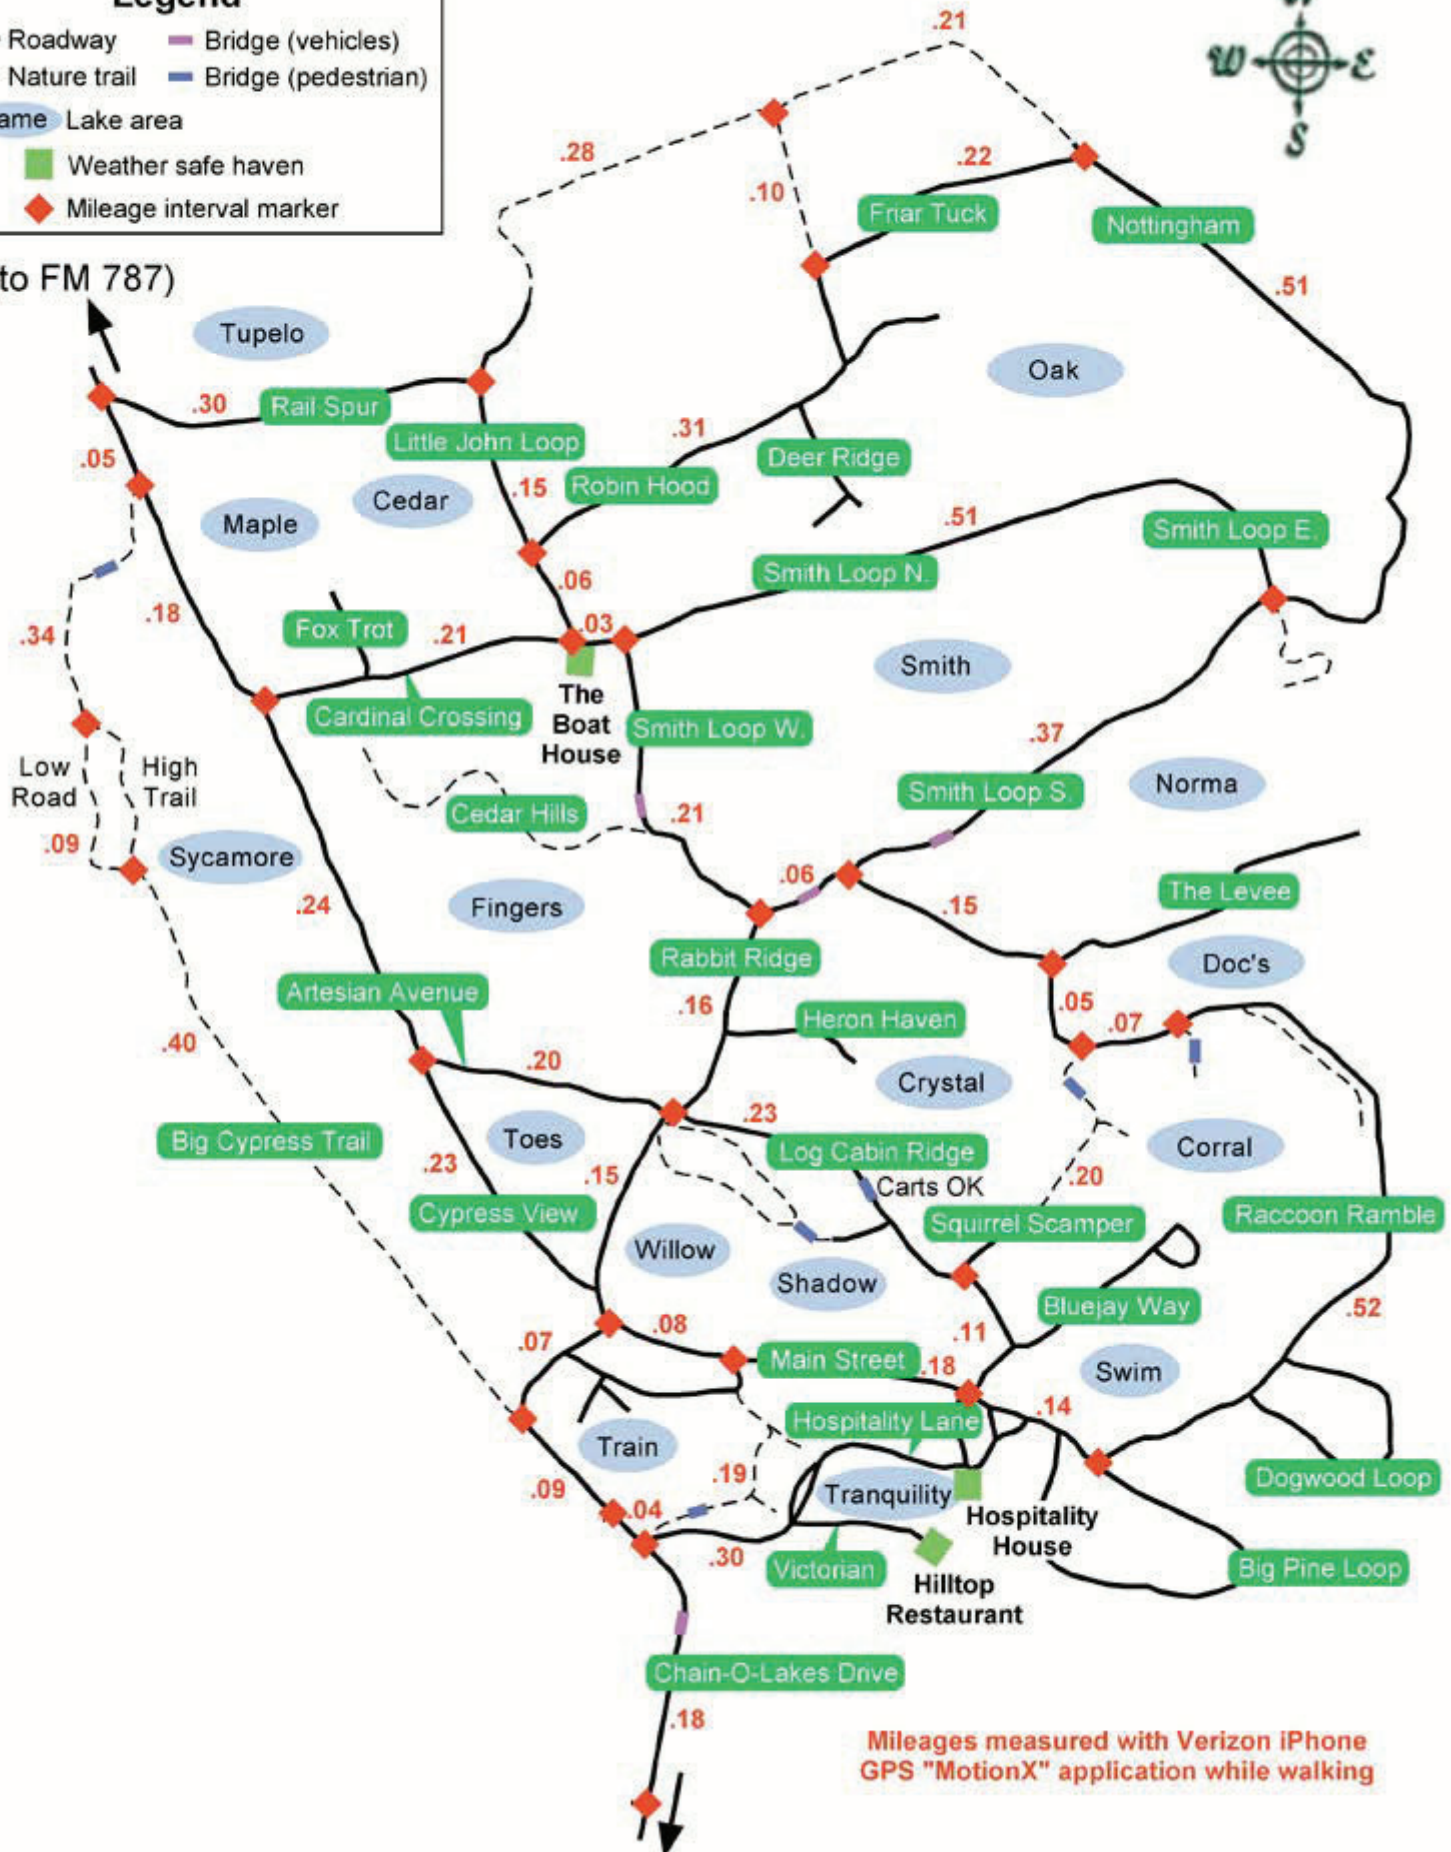 Legend
Roadway
Bridge (vehicles)
Nature trail
Bridge (pedestrian)
ame
Lake area
Weather safe haven
Mileage interval marker
W
E
S
.21
.28
.22
.10
Friar Tuck
Nottingham
.51
to FM 787)
Tupelo
Oak
.30
Rail Spur
Little John Loop
.31
.05
Deer Ridge
.15
Robin Hood
Cedar
Maple
.51
Smith Loop E.
.06
Smith Loop N.
.18
.34
Fox Trot
.21
.03
Smith
The
Boat
House
Cardinal Crossing
Smith Loop W.
.37
Low
Road
High
Trail
Norma
Smith Loop S.
Cedar Hills
.21
.09
Sycamore
.06
.24
Fingers
.15
The Levee
Rabbit Ridge
Doc's
Artesian Avenue
.16
.05
Heron Haven
.07
.40
.20
Crystal
.23
Big Cypress Trail
Toes
Log Cabin Ridge
Corral
.23
.15
Carts OK
.20
Cypress View
Squirrel Scamper
Raccoon Ramble
Willow
Shadow
Bluejay Way
.52
.07
.08
.11
Main Street
.18
Swim
Hospitality Lane
.14
Train
.19
Dogwood Loop
.09
Tranquility
.04
Hospitality
House
.30
Victorian
Big Pine Loop
Hilltop
Restaurant
Chain-O-Lakes Drive
.18
Mileages measured with Verizon iPhone
GPS "MotionX" application while walking